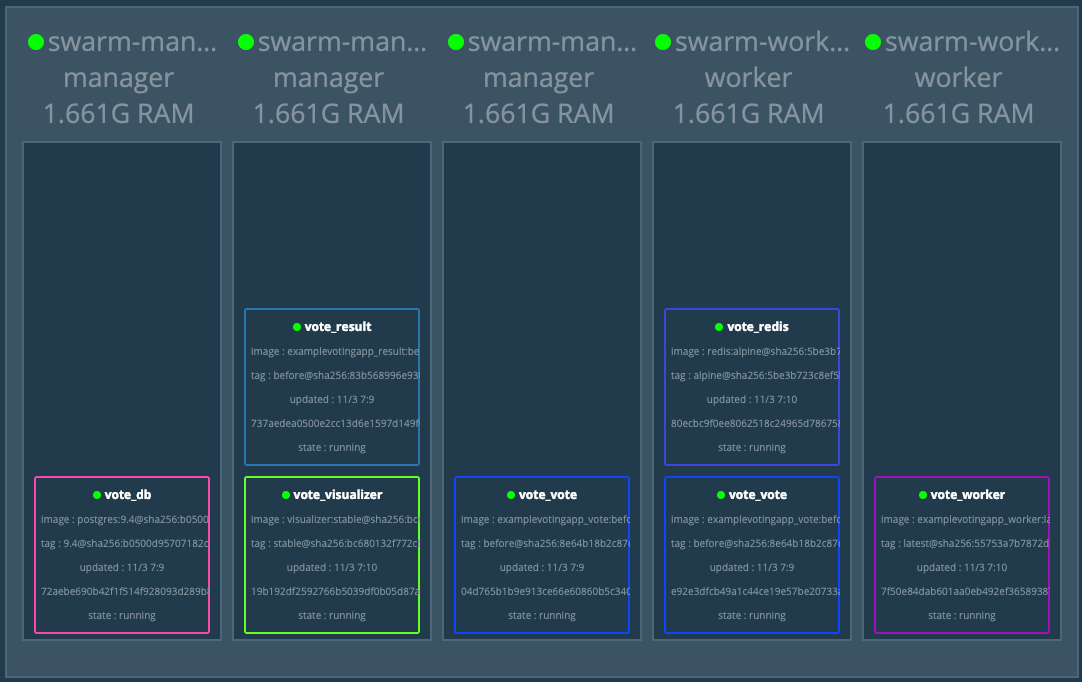 swarm-man...
manager
1.661G RAM
swarm-man...
manager
1.661G RAM
swarm-man...
manager
1.661G RAM
swarm-work...
worker
1.661G RAM
swarm-work...
worker
1.661G RAM
vote_db
image : postgres:9.4@sha256:b0500
tag : 9.4@sha256:b0500d95707182c
updated : 11/3 7:9
72aebe690b42f1f514f928093d289b
state : running
vote_result
image : examplevotingapp_result:be
tag : before@sha256:83b568996e93
updated : 11/3 7:9
737aedea0500e2cc13d6e1597d149f
state : running
vote_visualizer
image : visualizer:stable@sha256:bc
tag : stable@sha256:bc680132f772c
updated : 11/3 7:10
19b192df2592766b5039df0b05d87a
state : running
vote_vote
image : examplevotingapp_vote:befo
tag : before@sha256:8e64b18b2c87
updated : 11/3 7:9
04d765b1b9e913ce66e60860b5c340
state : running
vote_redis
image : redis:alpine@sha256:5be3b7
tag : alpine@sha256:5be3b723c8ef5
updated : 11/3 7:10
80ecbc9f0ee8062518c24965d78675
state : running
vote_vote
image : examplevotingapp_vote:befo
tag : before@sha256:8e64b18b2c87
updated : 11/3 7:9
e92e3dfcb49a1c44ce19e57be20733
state : running
vote_worker
image : examplevotingapp_worker:la
tag : latest@sha256:55753a7b7872d
updated : 11/3 7:10
7f50e84dab601aa0eb492ef3658938
state : running